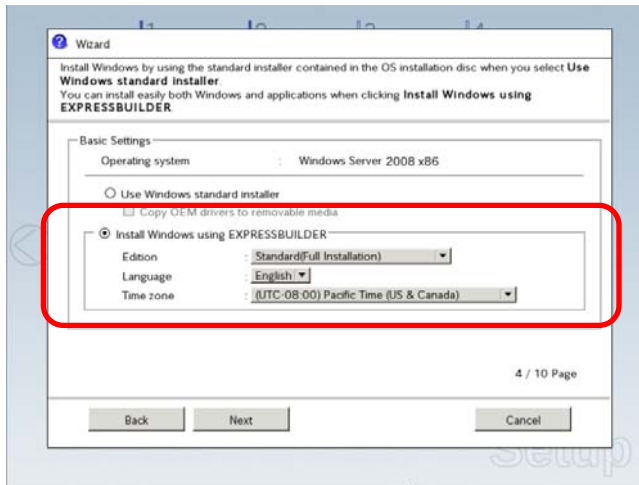 Wizard
Install Windows by using the standard installer contained in the OS installation disc when you select Use
Windows standard installer.
You can install easily both Windows and applications when clicking Install Windows using
EXPRESSBUILDER
Basic Settings
Operating system : Windows Server 2008 x86
Use Windows standard installer
Copy OEM drivers to removable media
Install Windows using EXPRESSBUILDER
Edition : Standard(Full Installation)
Language : English
Time zone : (UTC-08:00) Pacific Time (US & Canada)
4 / 10 Page
Back Next Cancel
Setup